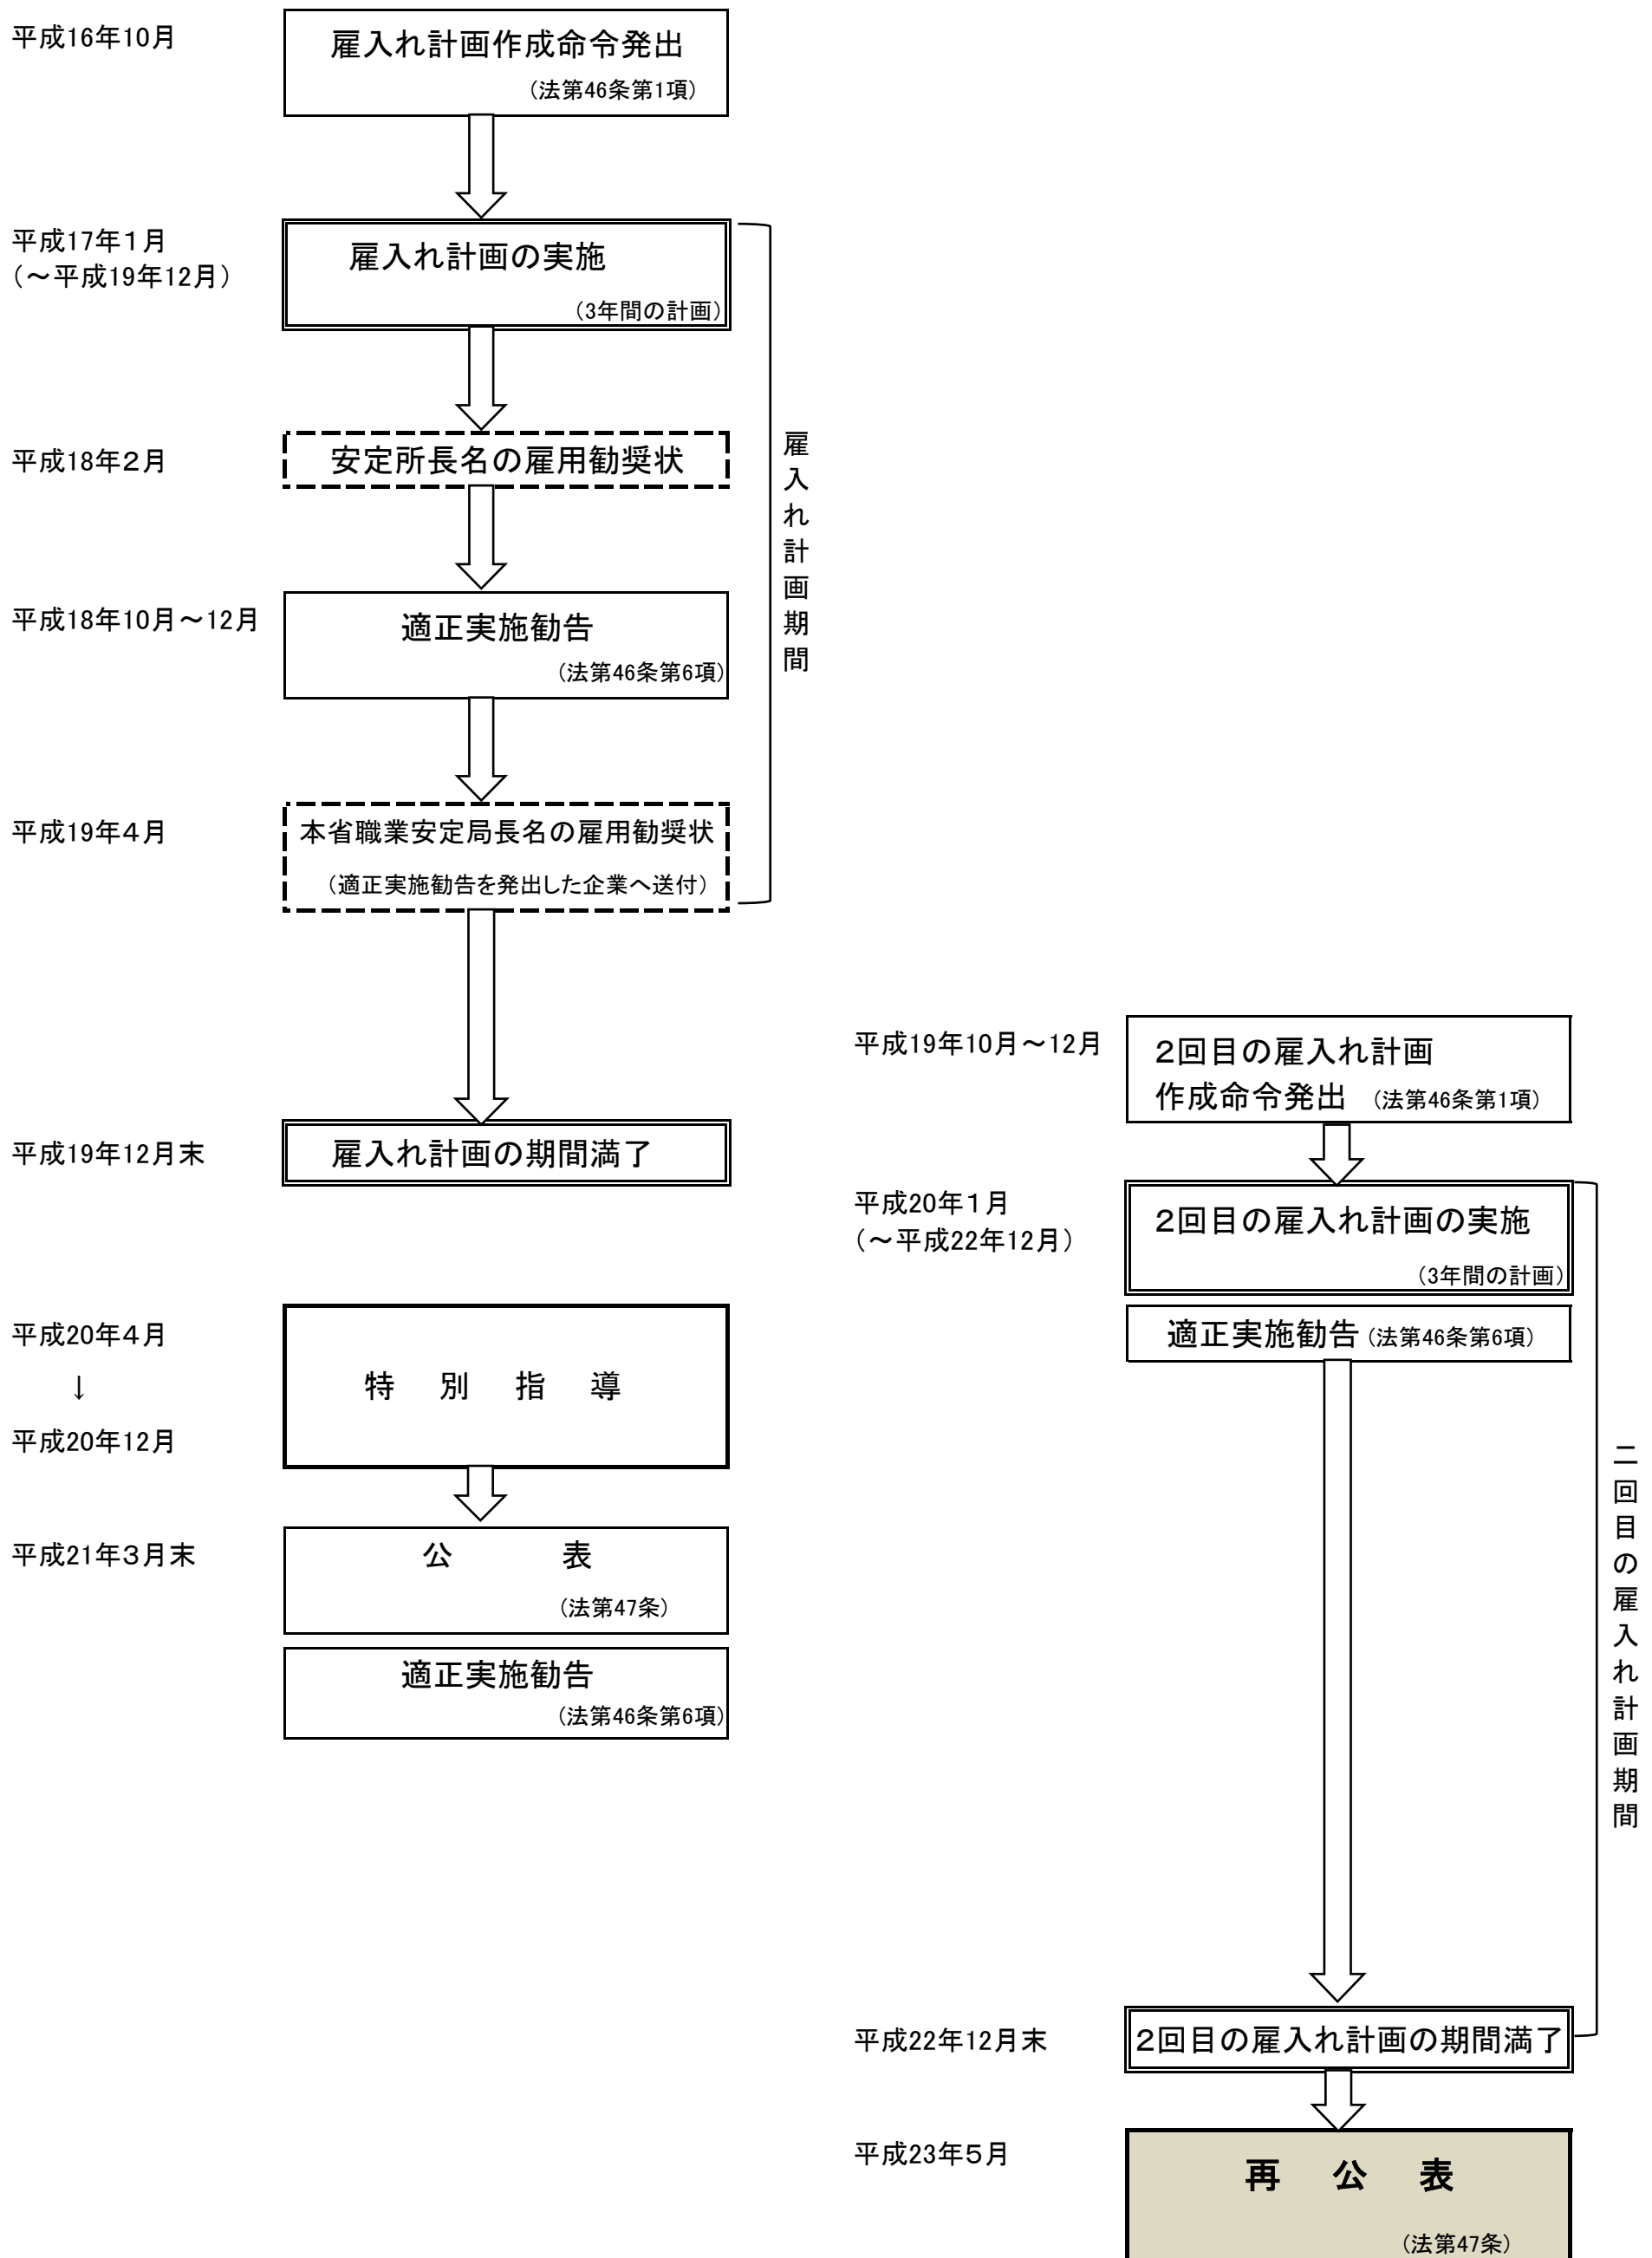 平成16年10月
雇入れ計画作成命令発出
(法第46条第1項)
平成17年1月
(～平成19年12月)
雇入れ計画の実施
(3年間の計画)
平成18年2月
安定所長名の雇用勧奨状
平成18年10月～12月
適正実施勧告
(法第46条第6項)
平成19年4月
本省職業安定局長名の雇用勧奨状
(適正実施勧告を発出した企業へ送付)
雇入れ計画期間
平成19年12月末
雇入れ計画の期間満了
平成20年4月
↓
平成20年12月
特 別 指 導
平成21年3月末
公 表
(法第47条)
適正実施勧告
(法第46条第6項)
平成19年10月～12月
2回目の雇入れ計画
作成命令発出 (法第46条第1項)
平成20年1月
(～平成22年12月)
2回目の雇入れ計画の実施
(3年間の計画)
適正実施勧告 (法第46条第6項)
二回目の雇入れ計画期間
平成22年12月末
2回目の雇入れ計画の期間満了
平成23年5月
再 公 表
(法第47条)